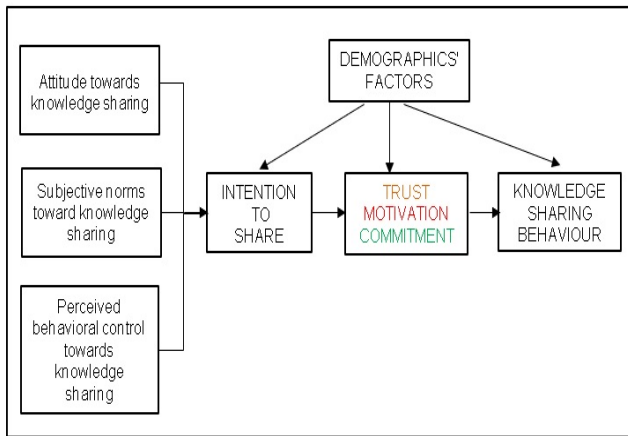 Attitude towards
knowledge sharing
Subjective norms
toward knowledge
sharing
Perceived
behavioral control
towards
knowledge
sharing
DEMOGRAPHICS'
FACTORS
INTENTION
TO
SHARE
TRUST
MOTIVATION
COMMITMENT
KNOWLEDGE
SHARING
BEHAVIOUR